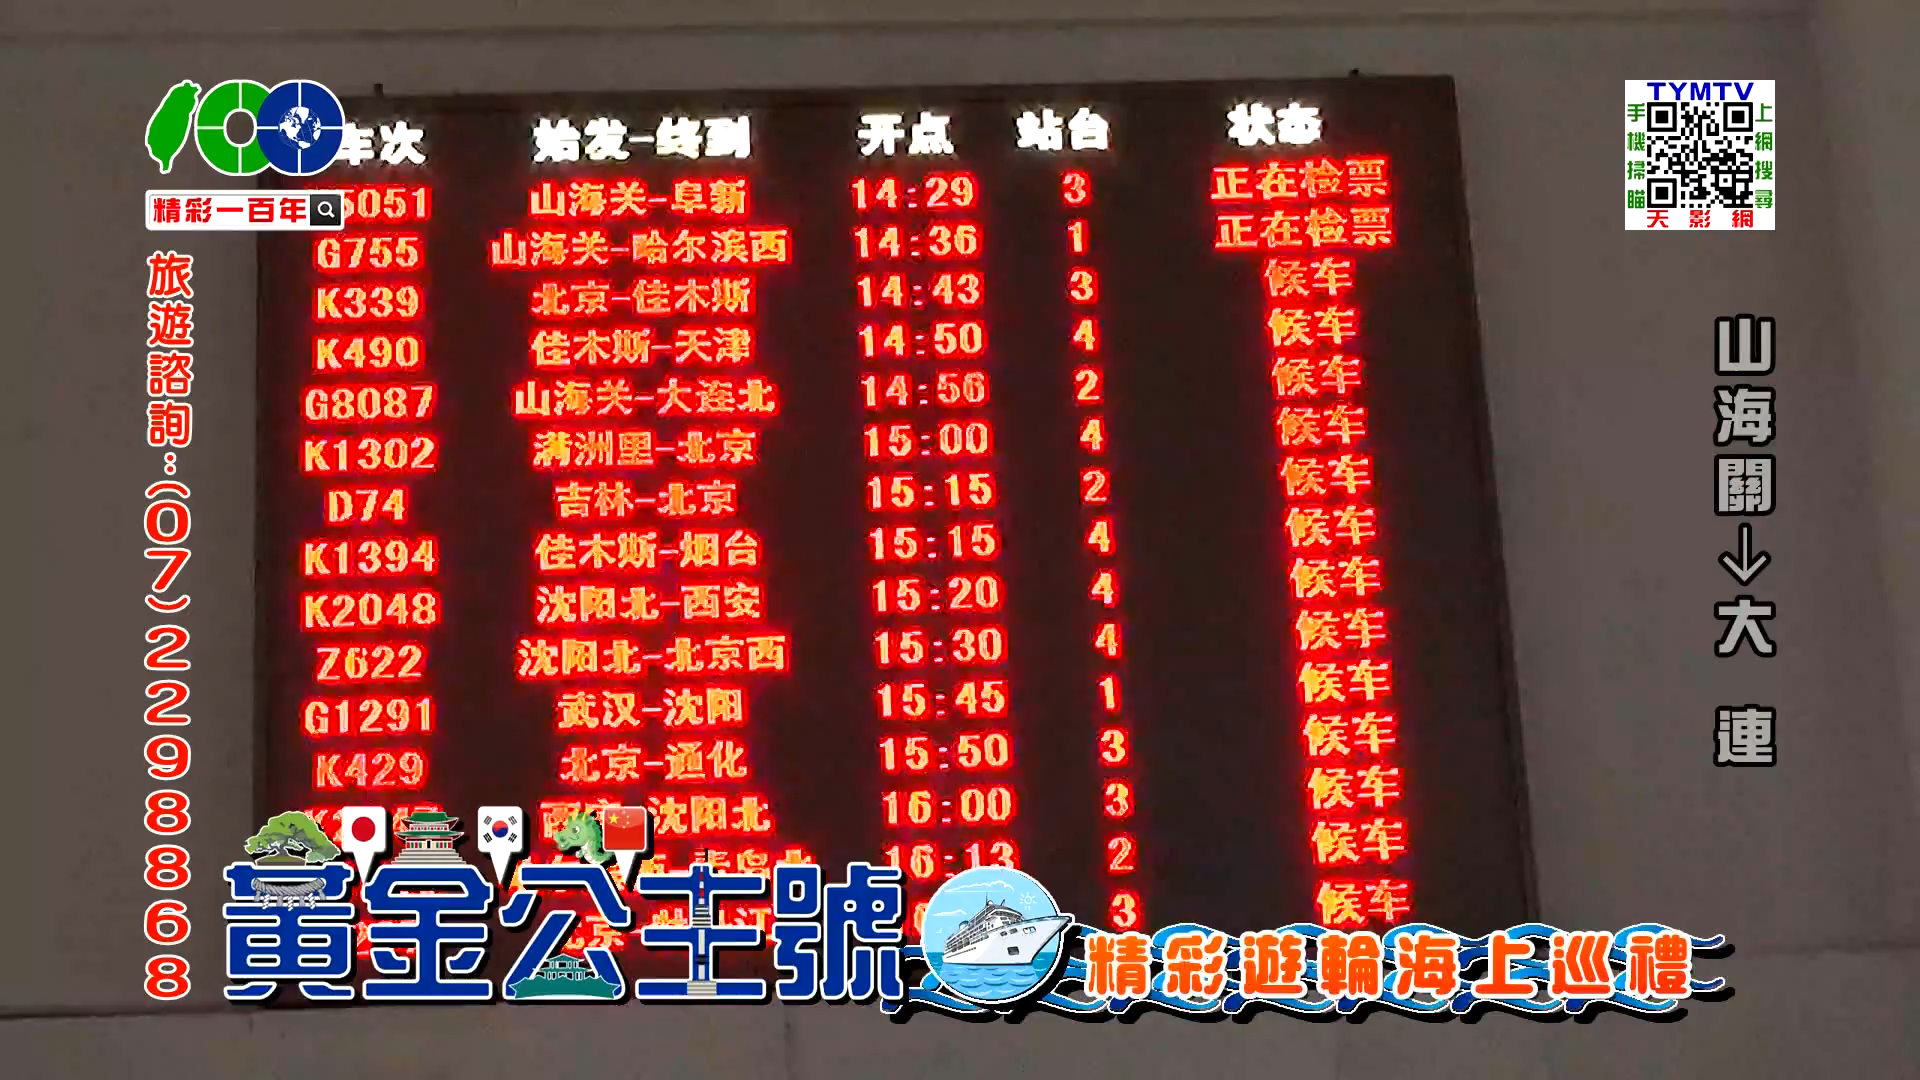 100
精彩一百年
旅遊諮詢:(07)2298868
TYMTV
手機掃瞄
上網搜尋
天影網
山海關→大連
车次 始发-终到 开点 站台 状态
5051 山海关-阜新 14:29 3 正在检票
G755 山海关-哈尔滨西 14:36 1 正在检票
K339 北京-佳木斯 14:43 3 候车
K490 佳木斯-天津 14:50 4 候车
G8087 山海关-大连北 14:56 2 候车
K1302 满洲里-北京 15:00 4 候车
D74 吉林-北京 15:15 2 候车
K1394 佳木斯-烟台 15:15 4 候车
K2048 沈阳北-西安 15:20 4 候车
Z622 沈阳北-北京西 15:30 4 候车
G1291 武汉-沈阳 15:45 1 候车
K429 北京-通化 15:50 3 候车
沈阳北 16:00 3 候车
16:13 2 候车
3 候车
黃金公主號
精彩遊輪海上巡禮